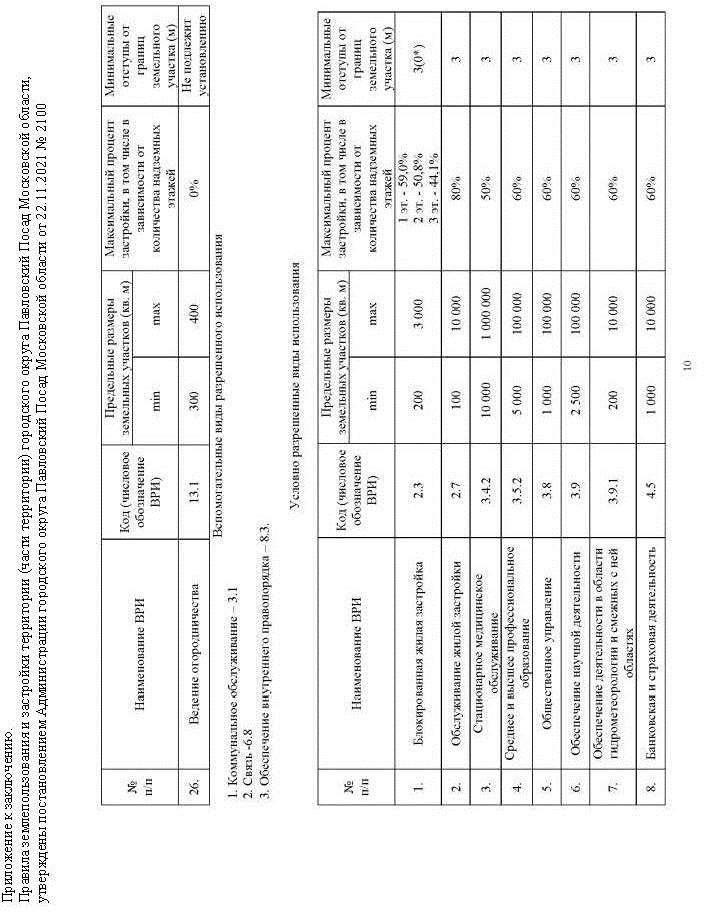 Приложение к заключению.
Правила землепользования и застройки территории (части территории) городского округа Павловский Посад Московской области,
утверждены постановлением Администрации городского округа Павловский Посад Московской области от 22.11.2021 № 2100
№ п/п | Наименование ВРИ | Код (числовое обозначение ВРИ) | Предельные размеры земельных участков (кв. м) min | max | Максимальный процент застройки, в том числе в зависимости от количества надземных этажей | Минимальные отступы от границ земельного участка (м)
26. | Ведение огородничества | 13.1 | 300 | 400 | 0% | Не подлежит установлению
Вспомогательные виды разрешенного использования
1. Коммунальное обслуживание – 3.1
2. Связь -6.8
3. Обеспечение внутреннего правопорядка – 8.3.
Условно разрешенные виды использования
№ п/п | Наименование ВРИ | Код (числовое обозначение ВРИ) | Предельные размеры земельных участков (кв. м) min | max | Максимальный процент застройки, в том числе в зависимости от количества надземных этажей | Минимальные отступы от границ земельного участка (м)
1. | Блокированная жилая застройка | 2.3 | 200 | 3 000 | 1 эт. - 59,0% 2 эт. - 50,8% 3 эт. - 44,1% | 3(0*)
2. | Обслуживание жилой застройки | 2.7 | 100 | 10 000 | 80% | 3
3. | Стационарное медицинское обслуживание | 3.4.2 | 10 000 | 1 000 000 | 50% | 3
4. | Среднее и высшее профессиональное образование | 3.5.2 | 5 000 | 100 000 | 60% | 3
5. | Общественное управление | 3.8 | 1 000 | 100 000 | 60% | 3
6. | Обеспечение научной деятельности | 3.9 | 2 500 | 100 000 | 60% | 3
7. | Обеспечение деятельности в области гидрометеорологии и смежных с ней областях | 3.9.1 | 200 | 10 000 | 60% | 3
8. | Банковская и страховая деятельность | 4.5 | 1 000 | 10 000 | 60% | 3
10